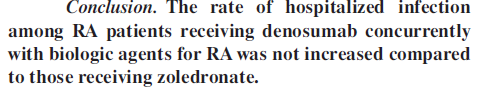 Conclusion. The rate of hospitalized infection
among RA patients receiving denosumab concurrently
with biologic agents for RA was not increased compared
to those receiving zoledronate.